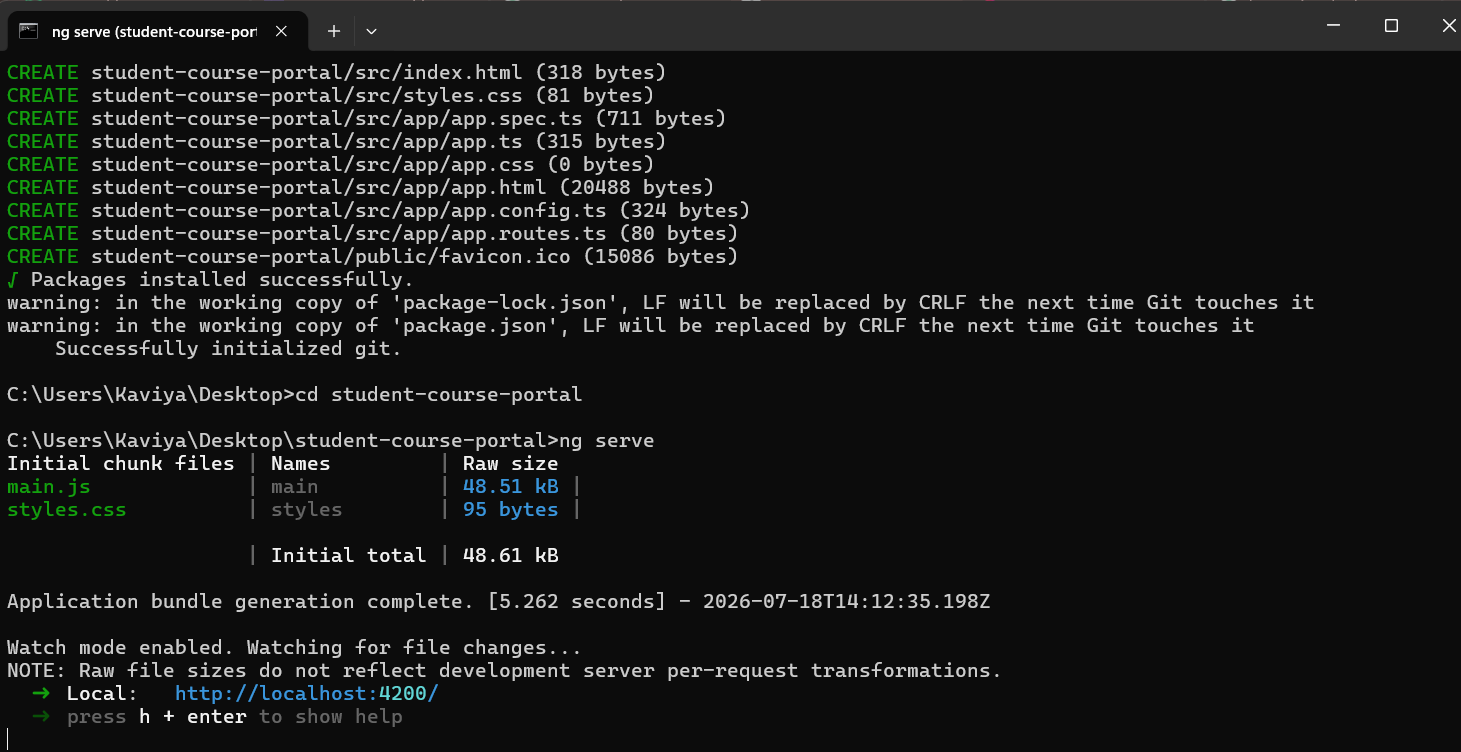 ng serve (student-course-por
CREATE student-course-portal/src/index.html (318 bytes)
CREATE student-course-portal/src/styles.css (81 bytes)
CREATE student-course-portal/src/app/app.spec.ts (711 bytes)
CREATE student-course-portal/src/app/app.ts (315 bytes)
CREATE student-course-portal/src/app/app.css (0 bytes)
CREATE student-course-portal/src/app/app.html (20488 bytes)
CREATE student-course-portal/src/app/app.config.ts (324 bytes)
CREATE student-course-portal/src/app/app.routes.ts (80 bytes)
CREATE student-course-portal/public/favicon.ico (15086 bytes)
√ Packages installed successfully.
warning: in the working copy of 'package-lock.json', LF will be replaced by CRLF the next time Git touches it
warning: in the working copy of 'package.json', LF will be replaced by CRLF the next time Git touches it
    Successfully initialized git.
C:\Users\Kaviya\Desktop>cd student-course-portal
C:\Users\Kaviya\Desktop\student-course-portal>ng serve
Initial chunk files | Names         | Raw size
main.js             | main          | 48.51 kB |
styles.css          | styles        | 95 bytes |
                    | Initial total | 48.61 kB
Application bundle generation complete. [5.262 seconds] - 2026-07-18T14:12:35.198Z
Watch mode enabled. Watching for file changes...
NOTE: Raw file sizes do not reflect development server per-request transformations.
  ➜ Local:   http://localhost:4200/
  ➜ press h + enter to show help